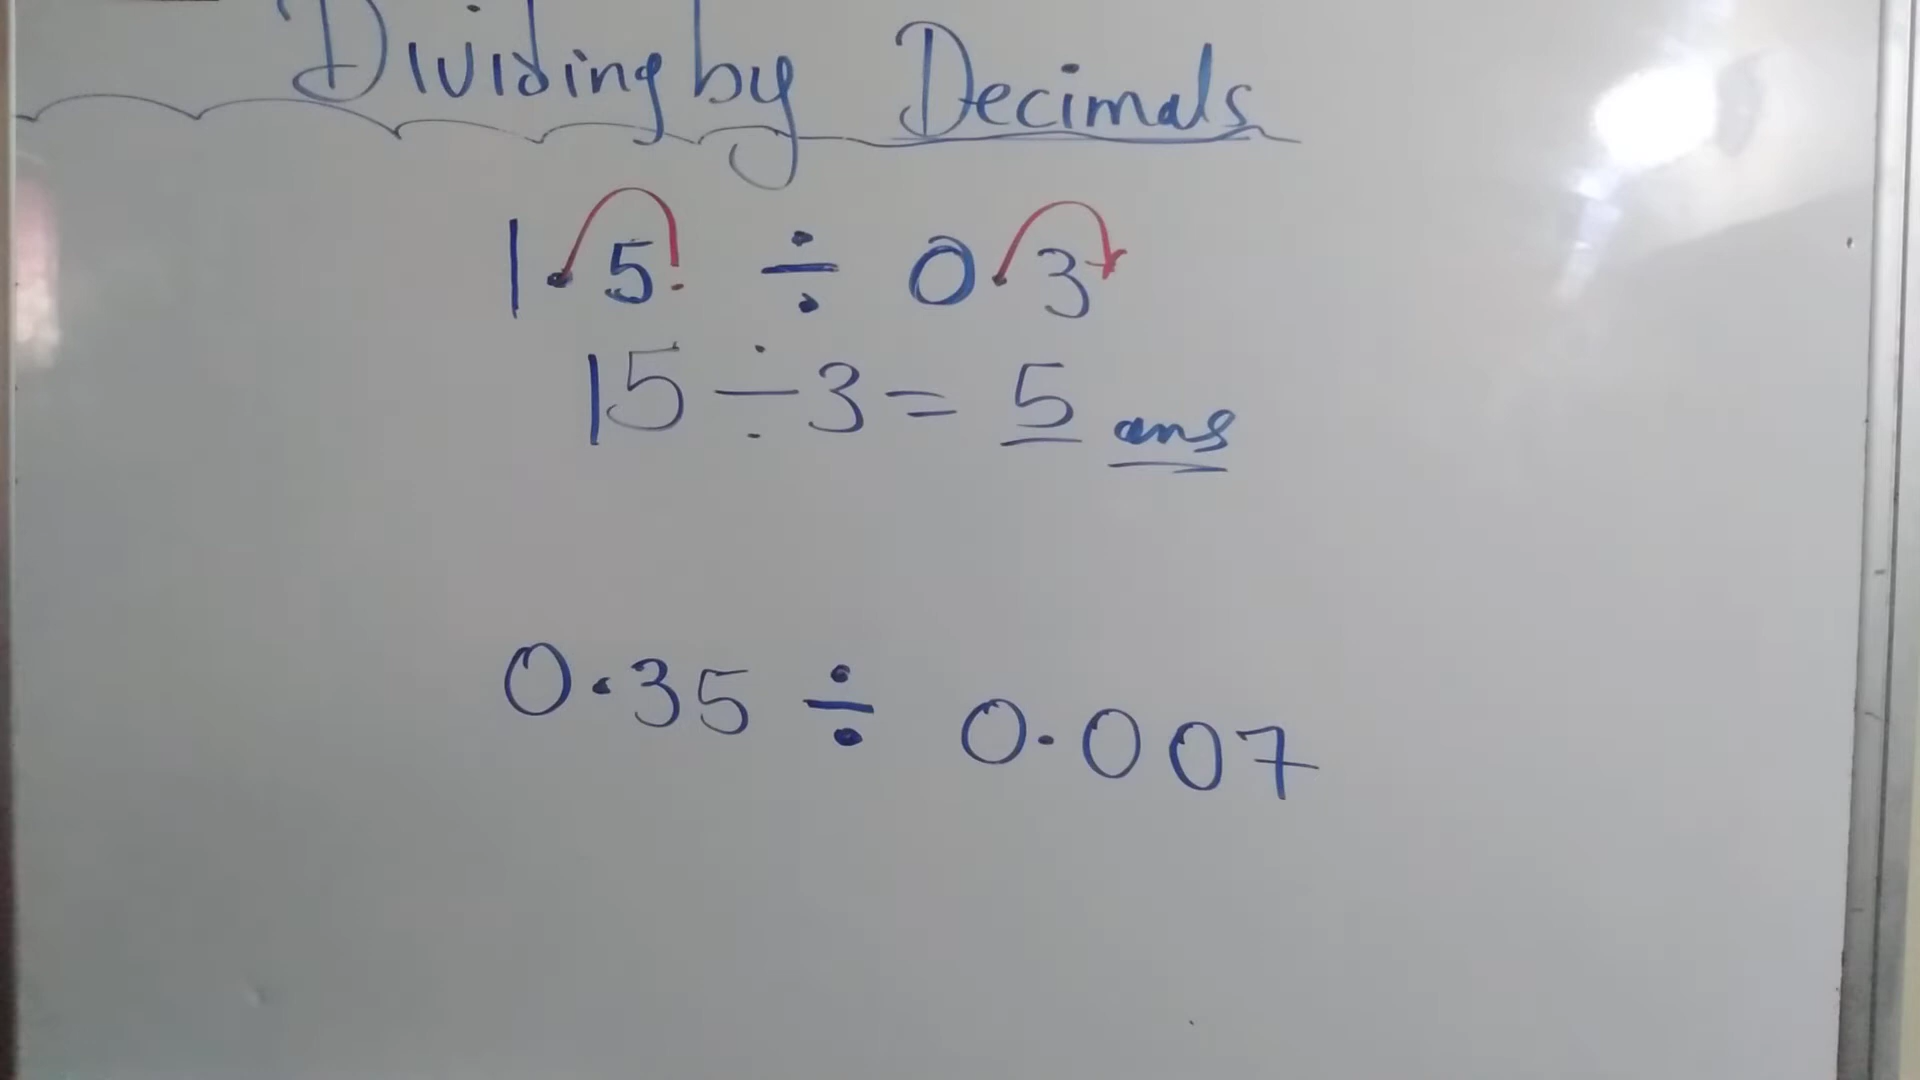 Dividing by Decimals
1.5. ÷ 0.3
15 ÷ 3 = 5 ans
0.35 ÷ 0.007